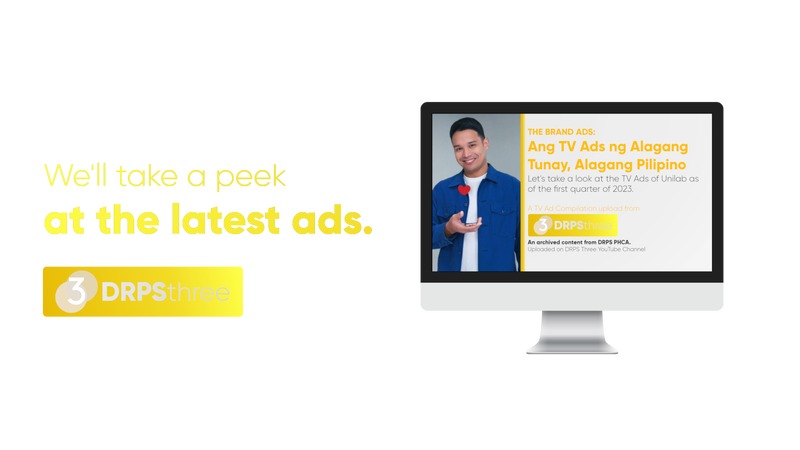 We'll take a peek
at the latest ads.
3 DRPSthree
THE BRAND ADS:
Ang TV Ads ng Alagang
Tunay, Alagang Pilipino
Let's take a look at the TV Ads of Unilab as
of the first quarter of 2023.
A TV Ad Compilation upload from
3 DRPSthree
An archived content from DRPS PHCA.
Uploaded on DRPS Three YouTube Channel